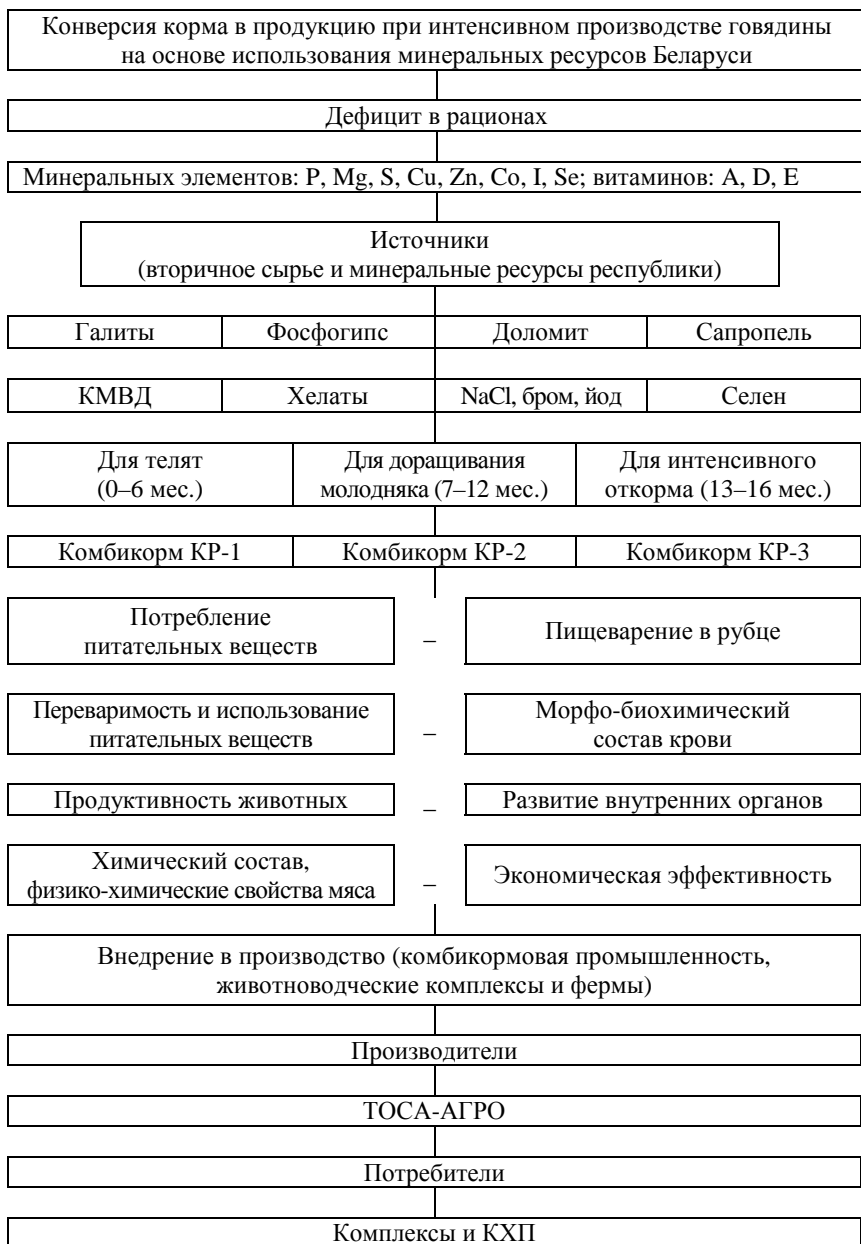 Конверсия корма в продукцию при интенсивном производстве говядины
на основе использования минеральных ресурсов Беларуси
Дефицит в рационах
Минеральных элементов: P, Mg, S, Cu, Zn, Co, I, Se; витаминов: A, D, E
Источники
(вторичное сырье и минеральные ресурсы республики)
Галиты Фосфогипс Доломит Сапропель
КМВД Хелаты NaCl, бром, йод Селен
Для телят Для доращивания Для интенсивного
(0–6 мес.) молодняка (7–12 мес.) откорма (13–16 мес.)
Комбикорм КР-1 Комбикорм КР-2 Комбикорм КР-3
Потребление
питательных веществ – Пищеварение в рубце
Переваримость и использование Морфо-биохимический
питательных веществ – состав крови
Продуктивность животных – Развитие внутренних органов
Химический состав,
физико-химические свойства мяса – Экономическая эффективность
Внедрение в производство (комбикормовая промышленность,
животноводческие комплексы и фермы)
Производители
ТОСА-АГРО
Потребители
Комплексы и КХП